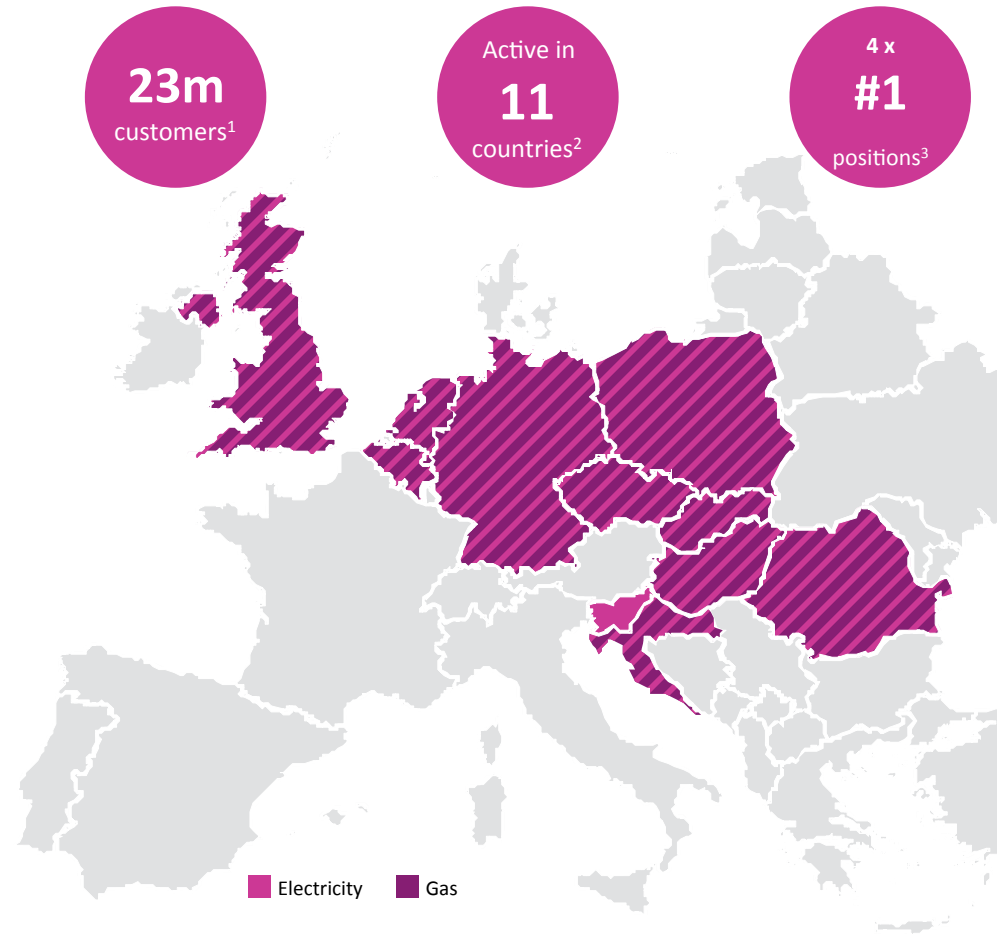 23m
customers¹
Active in
11
countries²
4 x
#1
positions³
Electricity
Gas